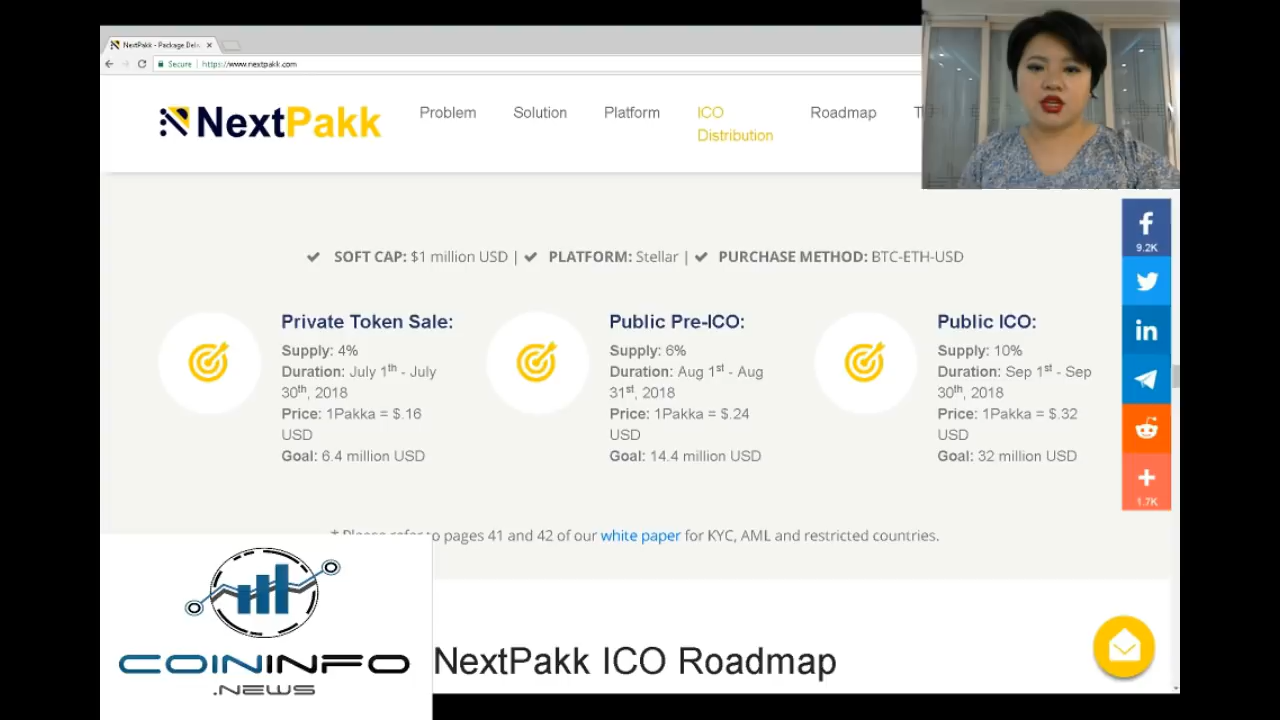 NextPakk - Package Deliv
Secure | https://www.nextpakk.com
NextPakk
Problem
Solution
Platform
ICO
Distribution
Roadmap
SOFT CAP: $1 million USD | PLATFORM: Stellar | PURCHASE METHOD: BTC-ETH-USD
Private Token Sale:
Supply: 4%
Duration: July 1th - July
30th, 2018
Price: 1Pakka = $.16
USD
Goal: 6.4 million USD
Public Pre-ICO:
Supply: 6%
Duration: Aug 1st - Aug
31st, 2018
Price: 1Pakka = $.24
USD
Goal: 14.4 million USD
Public ICO:
Supply: 10%
Duration: Sep 1st - Sep
30th, 2018
Price: 1Pakka = $.32
USD
Goal: 32 million USD
9.2K
1.7K
* Please refer to pages 41 and 42 of our white paper for KYC, AML and restricted countries.
COININFO
.NEWS
NextPakk ICO Roadmap